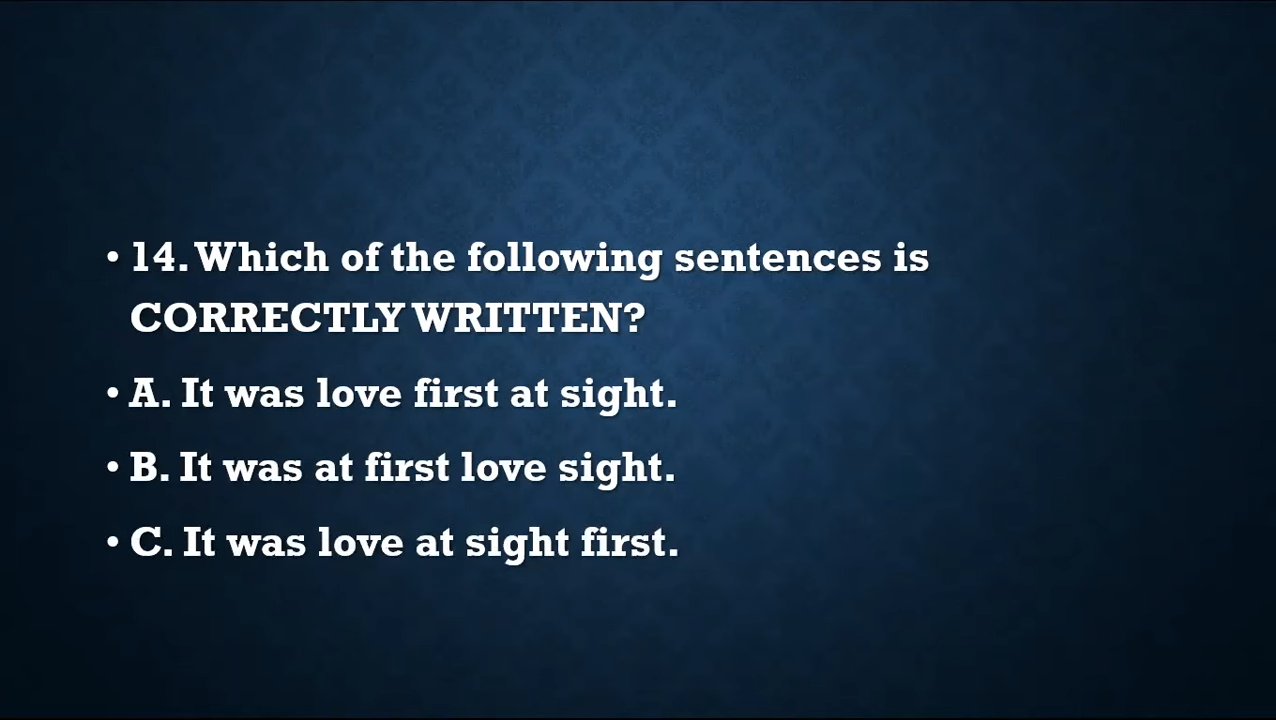 • 14. Which of the following sentences is
CORRECTLY WRITTEN?
• A. It was love first at sight.
• B. It was at first love sight.
• C. It was love at sight first.